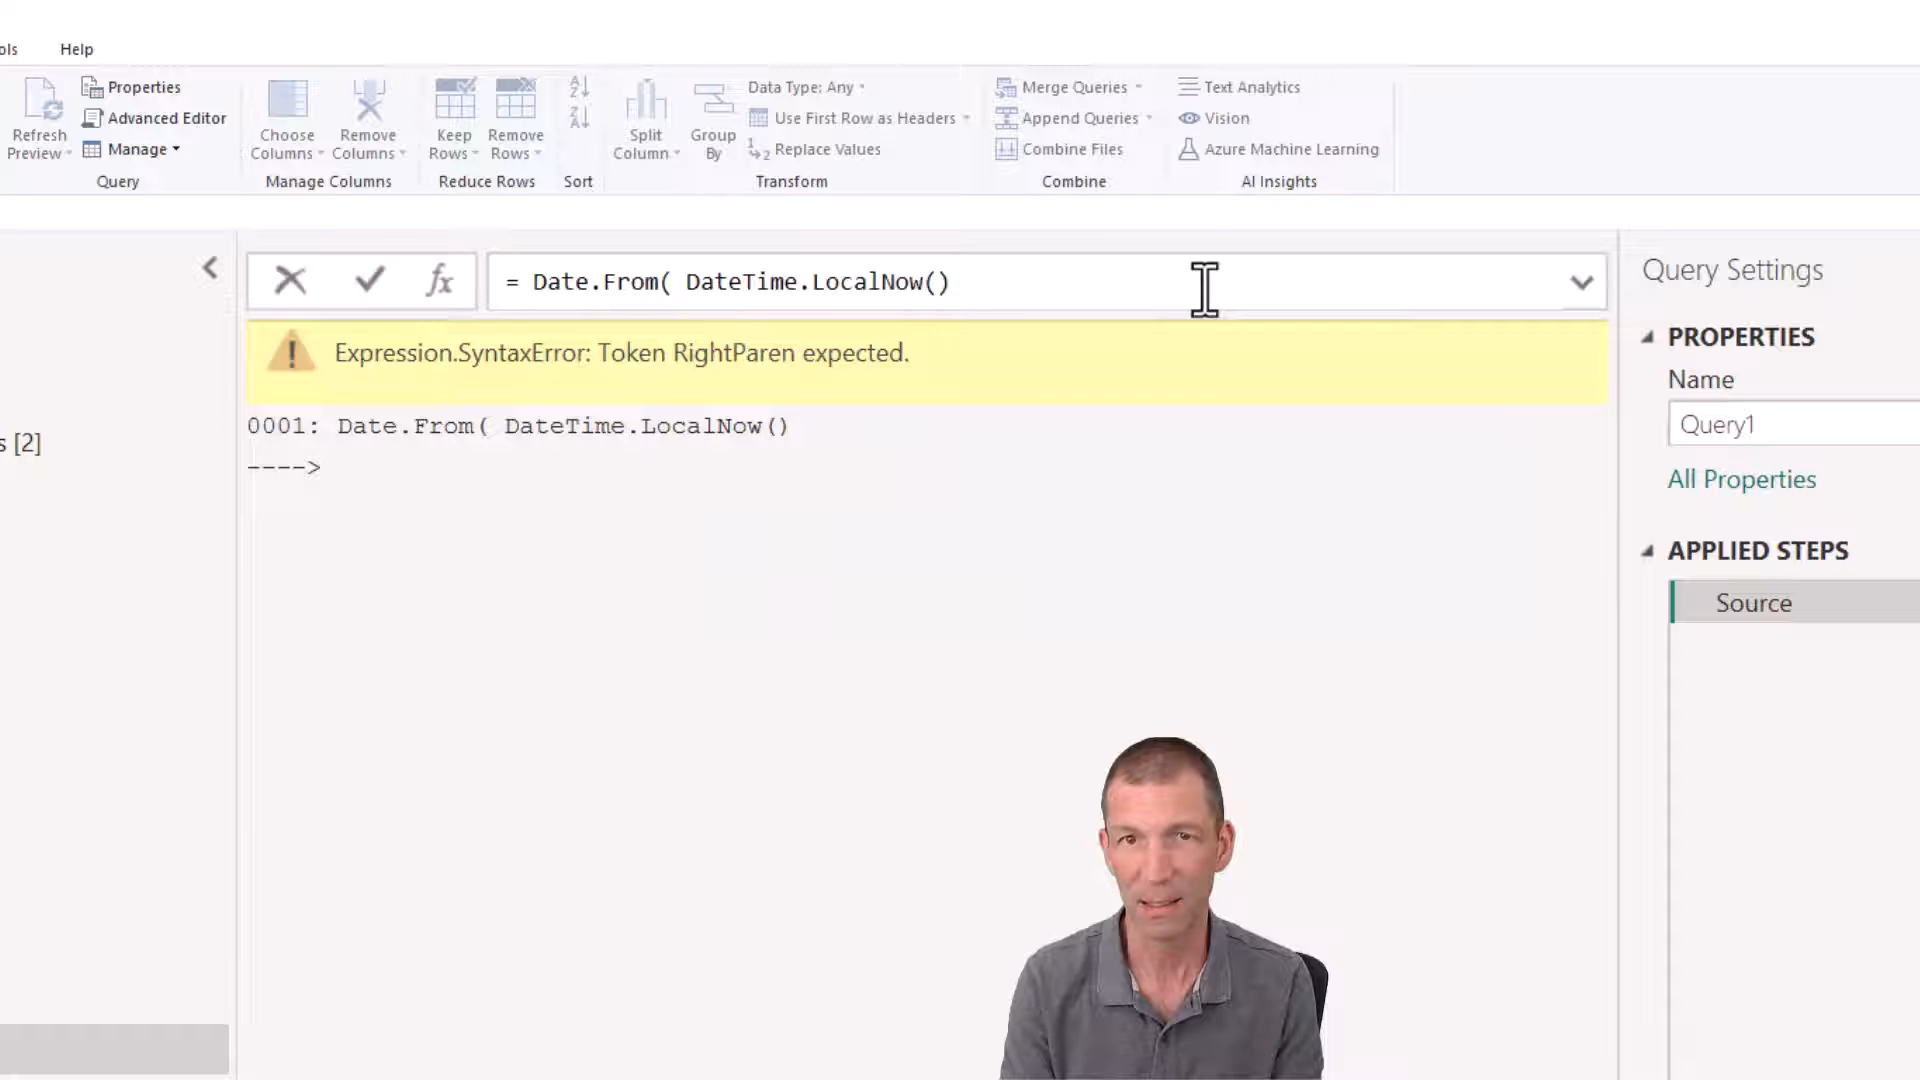 ols Help
Refresh Preview
Properties
Advanced Editor
Manage
Query
Choose Columns
Remove Columns
Manage Columns
Keep Rows
Remove Rows
Reduce Rows
A
Z
Z
A
Sort
Split Column
Group By
Data Type: Any
Use First Row as Headers
1
2 Replace Values
Transform
Merge Queries
Append Queries
Combine Files
Combine
Text Analytics
Vision
Azure Machine Learning
AI Insights
fx
= Date.From( DateTime.LocalNow()
Expression.SyntaxError: Token RightParen expected.
0001: Date.From( DateTime.LocalNow()
---->
s [2]
Query Settings
PROPERTIES
Name
Query1
All Properties
APPLIED STEPS
Source